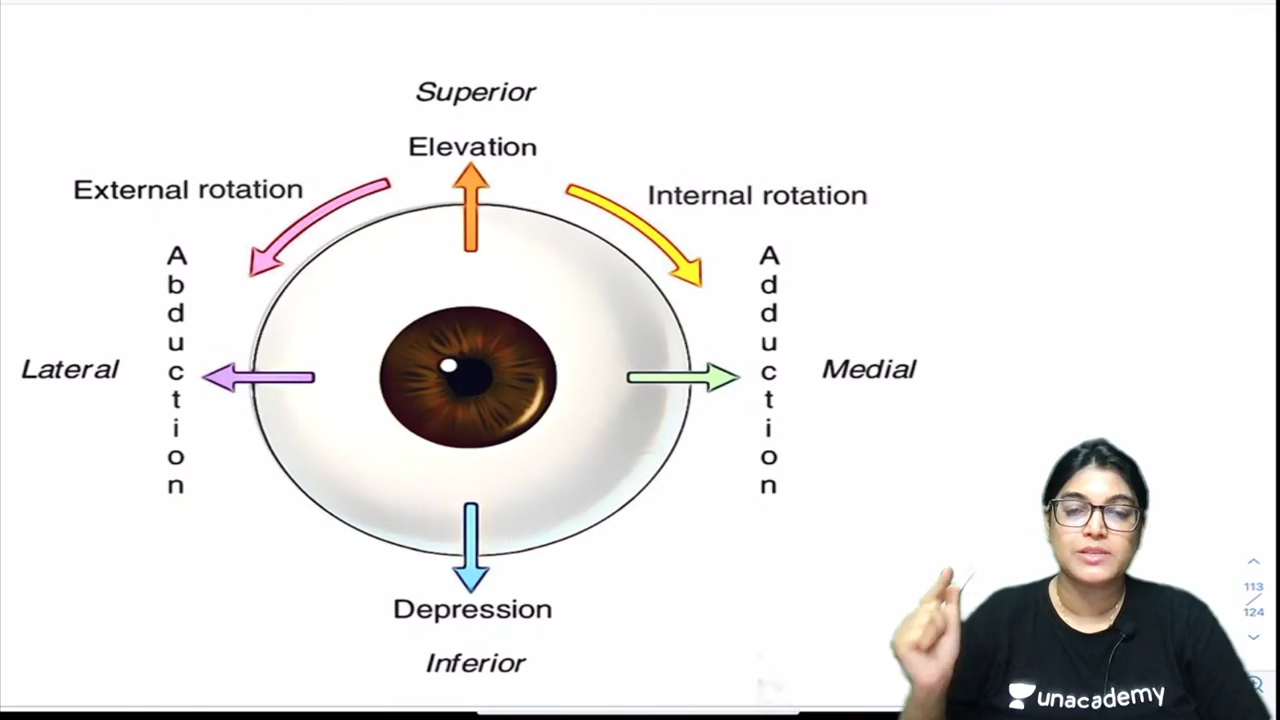 Superior
Elevation
External rotation
Internal rotation
Abduction
Adduction
Lateral
Medial
Depression
Inferior
113
124
unacademy